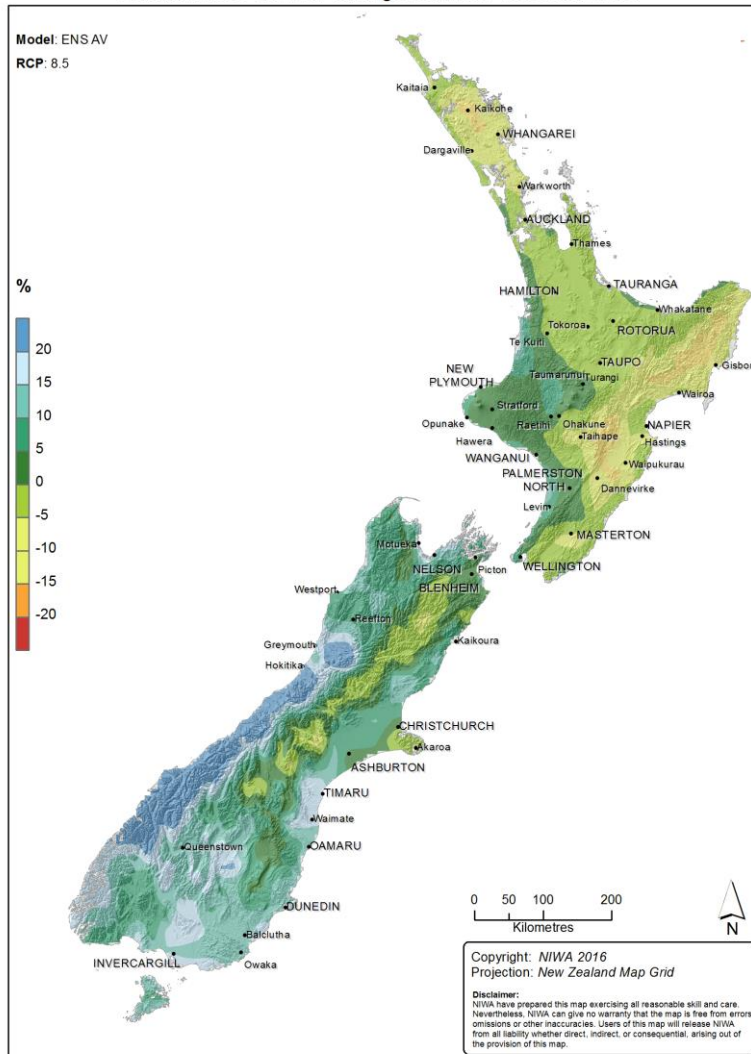 Model: ENS AV
RCP: 8.5
Kaitaia
Kaikohe
WHANGAREI
Dargaville
Warkworth
AUCKLAND
Thames
%
TAURANGA
HAMILTON
Whakatane
20
Tokoroa
ROTORUA
15
Te Kuiti
10
TAUPO
Gisbor
NEW
PLYMOUTH
Taumarunui
Turangi
5
Wairoa
Stratford
0
Opunake
Raetihi
Ohakune
NAPIER
Hawera
Taihape
Hastings
-5
WANGANUI
Waipukurau
-10
PALMERSTON
NORTH
Dannevirke
-15
Levin
-20
MASTERTON
Motueka
NELSON
Picton
WELLINGTON
BLENHEIM
Westport
Reefton
Greymouth
Kaikoura
Hokitika
CHRISTCHURCH
Akaroa
ASHBURTON
TIMARU
Waimate
Queenstown
OAMARU
0 50 100 200
DUNEDIN
Kilometres
N
Balclutha
INVERCARGILL
Owaka
Copyright: NIWA 2016
Projection: New Zealand Map Grid
Disclaimer:
NIWA have prepared this map exercising all reasonable skill and care.
Nevertheless, NIWA can give no warranty that the map is free from errors,
omissions or other inaccuracies. Users of this map will release NIWA
from all liability whether direct, indirect, or consequential, arising out of
the provision of this map.